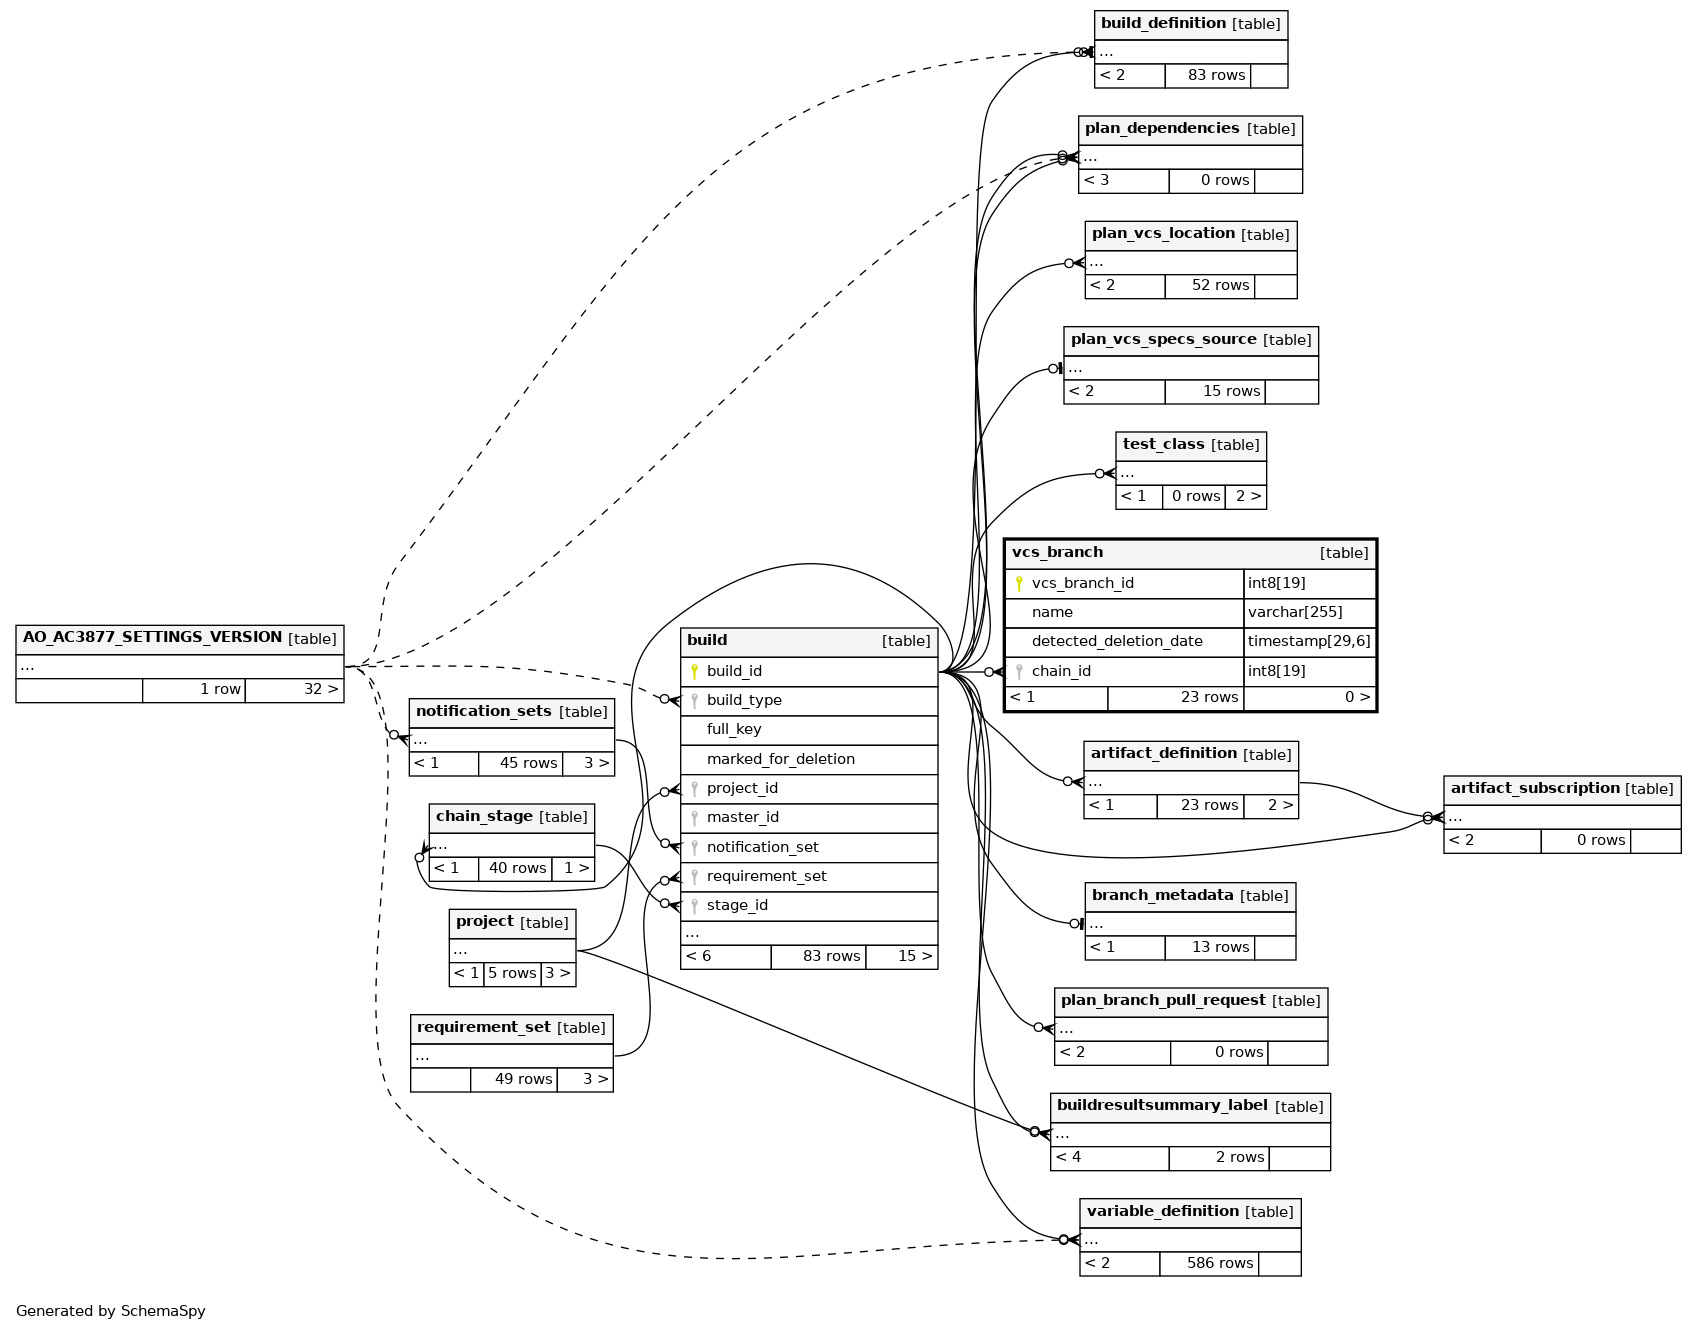 build_definition [table]
...
< 2 83 rows
plan_dependencies [table]
...
< 3 0 rows
plan_vcs_location [table]
...
< 2 52 rows
plan_vcs_specs_source [table]
...
< 2 15 rows
test_class [table]
...
< 1 0 rows 2 >
vcs_branch [table]
vcs_branch_id int8[19]
name varchar[255]
detected_deletion_date timestamp[29,6]
chain_id int8[19]
< 1 23 rows 0 >
AO_AC3877_SETTINGS_VERSION [table]
...
1 row 32 >
build [table]
build_id
build_type
full_key
marked_for_deletion
project_id
master_id
notification_set
requirement_set
stage_id
...
< 6 83 rows 15 >
notification_sets [table]
...
< 1 45 rows 3 >
chain_stage [table]
...
< 1 40 rows 1 >
project [table]
...
< 1 5 rows 3 >
requirement_set [table]
...
49 rows 3 >
artifact_definition [table]
...
< 1 23 rows 2 >
artifact_subscription [table]
...
< 2 0 rows
branch_metadata [table]
...
< 1 13 rows
plan_branch_pull_request [table]
...
< 2 0 rows
buildresultsummary_label [table]
...
< 4 2 rows
variable_definition [table]
...
< 2 586 rows
Generated by SchemaSpy